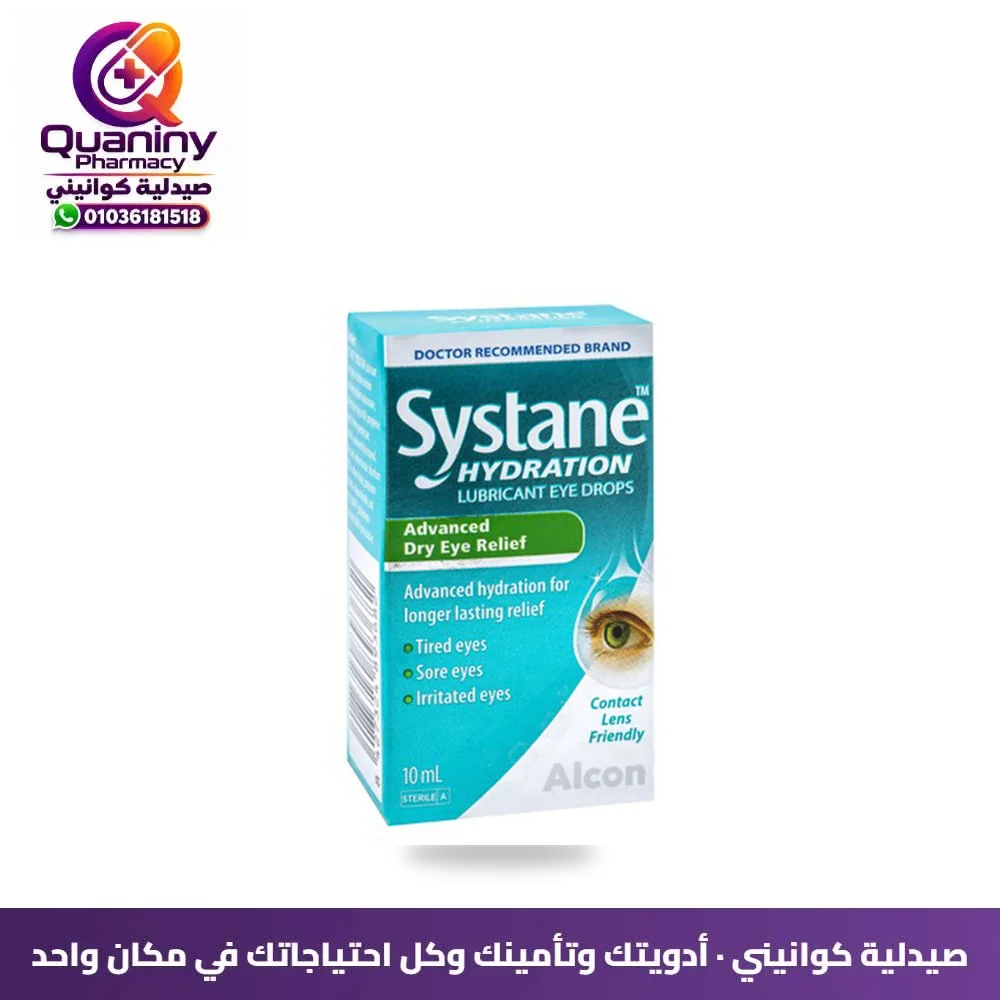 Quaniny
Pharmacy
صيدلية كوانيني
01036181518
Systane
DOCTOR RECOMMENDED BRAND
Systane™
HYDRATION
LUBRICANT EYE DROPS
Advanced
Dry Eye Relief
Advanced hydration for
longer lasting relief
• Tired eyes
• Sore eyes
• Irritated eyes
Contact
Lens
Friendly
10 mL
Alcon
STERILE A
صيدلية كوانيني · أدويتك وتأمينك وكل احتياجاتك في مكان واحد